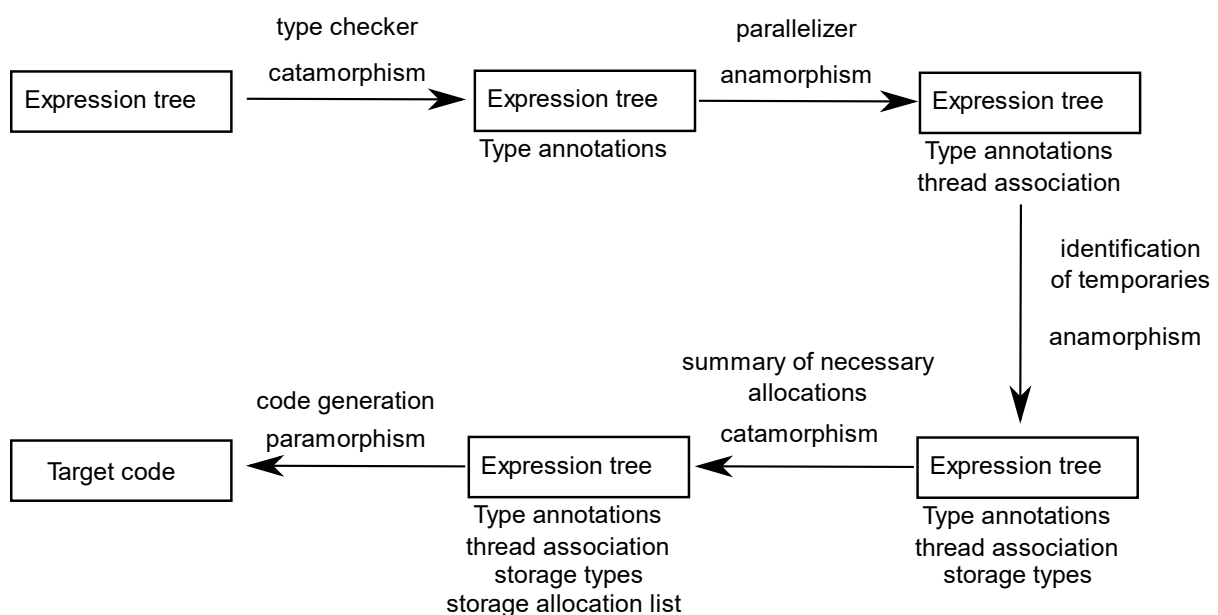 type checker
catamorphism
parallelizer
anamorphism
Expression tree
Expression tree
Type annotations
Expression tree
Type annotations
thread association
identification
of temporaries
anamorphism
summary of necessary
allocations
catamorphism
code generation
paramorphism
Expression tree
Type annotations
thread association
storage types
Expression tree
Type annotations
thread association
storage types
storage allocation list
Target code